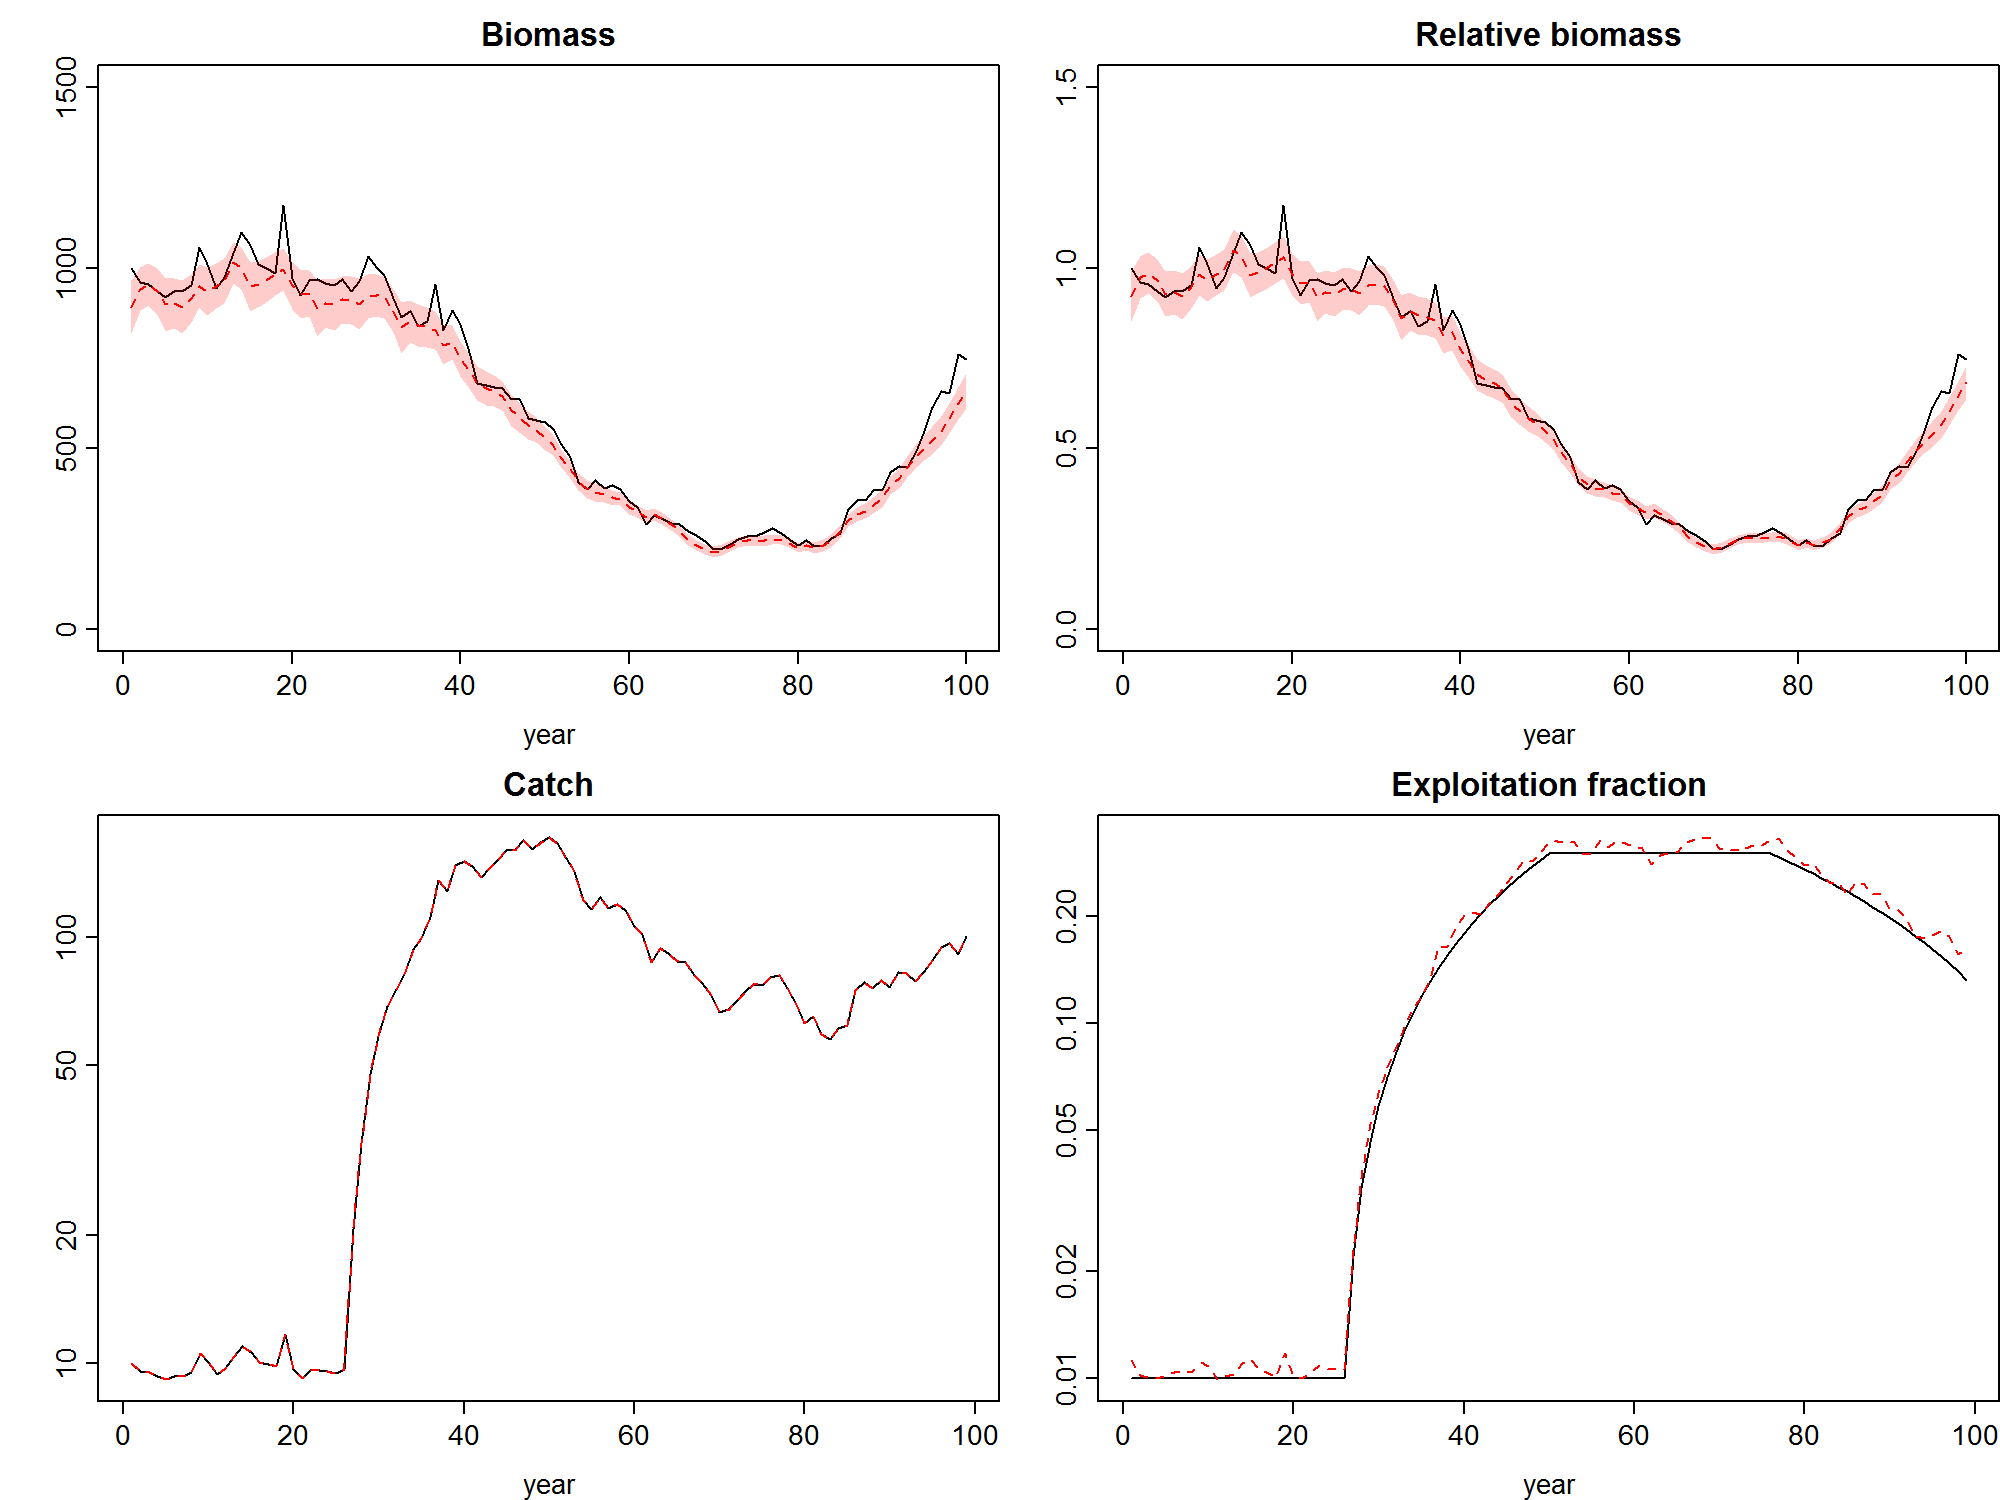 Biomass
1500
1000
500
0
0 20 40 60 80 100
year
Relative biomass
1.5
1.0
0.5
0.0
0 20 40 60 80 100
year
Catch
100
50
20
10
0 20 40 60 80 100
year
Exploitation fraction
0.20
0.10
0.05
0.02
0.01
0 20 40 60 80 100
year